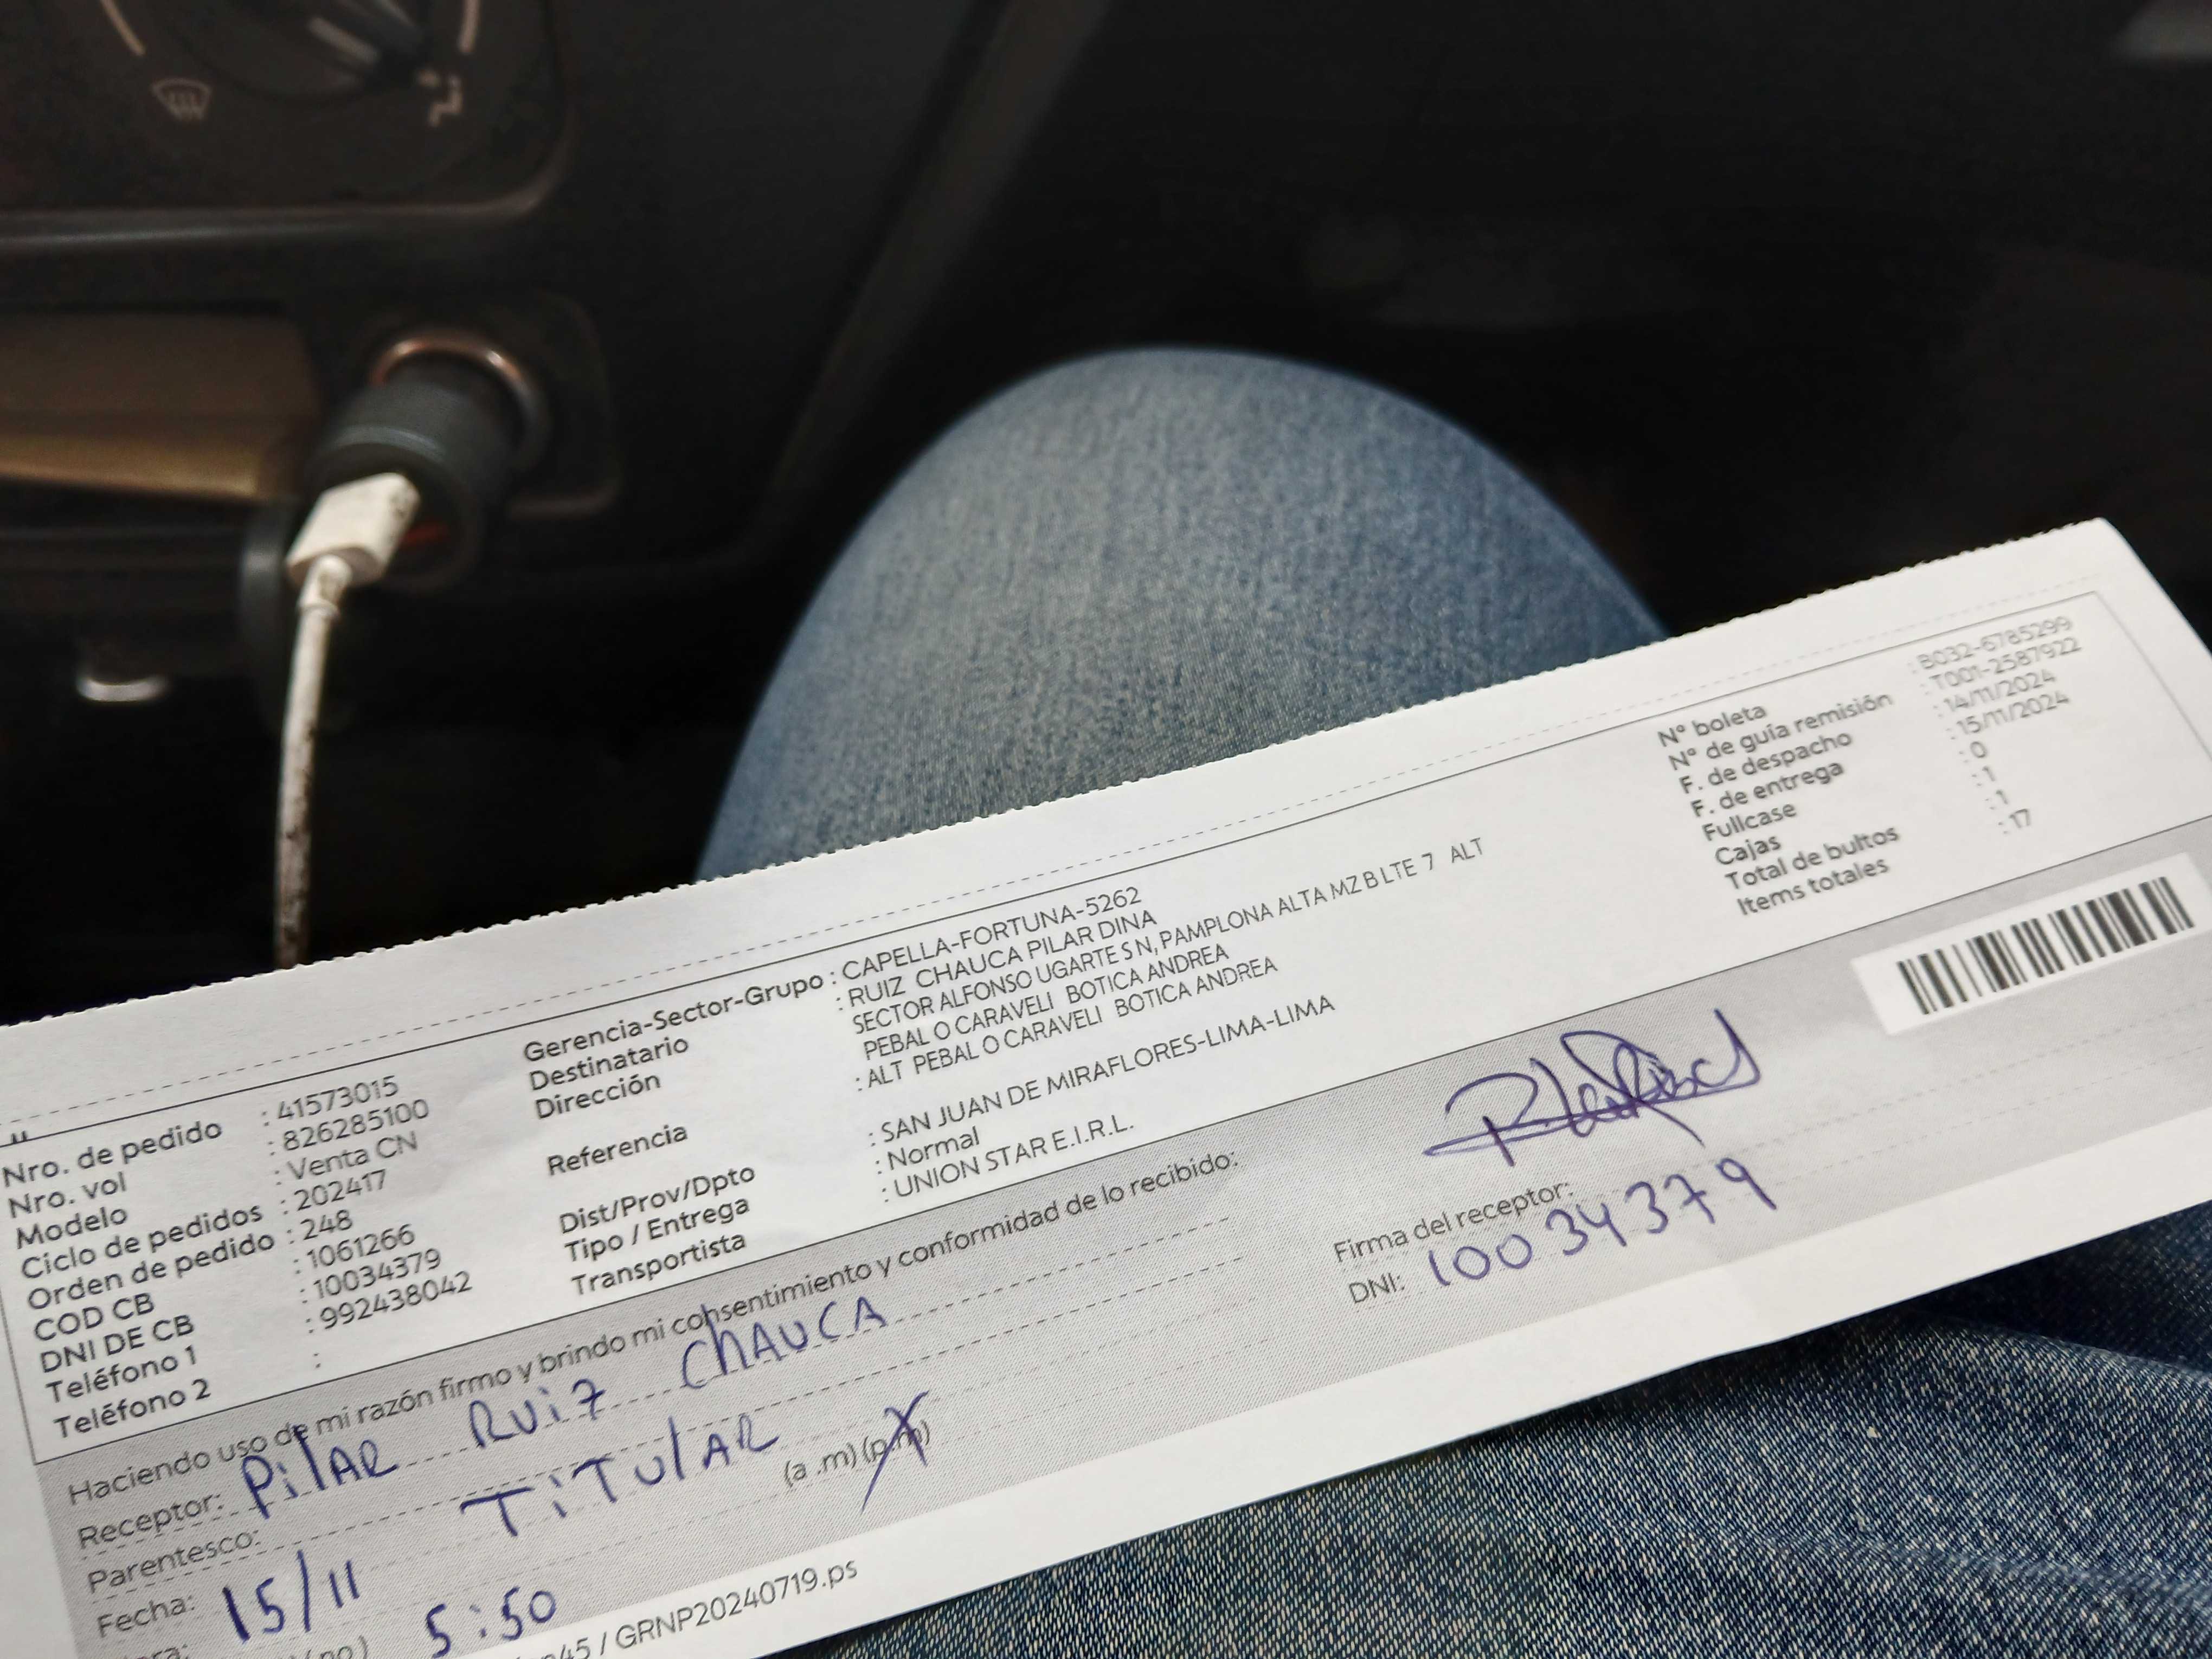 Nro. de pedido : 41573015
Nro. vol : 826285100
Modelo : Venta CN
Ciclo de pedidos : 202417
Orden de pedido : 248
COD CB : 1061266
DNI DE CB : 10034379
Teléfono 1 : 992438042
Teléfono 2 :
Gerencia-Sector-Grupo : CAPELLA-FORTUNA-5262
Destinatario : RUIZ CHAUCA PILAR DINA
Dirección SECTOR ALFONSO UGARTE S N, PAMPLONA ALTA MZ B LTE 7 ALT
PEBAL O CARAVELI BOTICA ANDREA
Referencia : ALT PEBAL O CARAVELI BOTICA ANDREA
Dist/Prov/Dpto : SAN JUAN DE MIRAFLORES-LIMA-LIMA
Tipo / Entrega : Normal
Transportista : UNION STAR E.I.R.L.
N° boleta : B032-6785299
N° de guía remisión : T001-2587922
F. de despacho : 14/11/2024
F. de entrega : 15/11/2024
Fullcase : 0
Cajas : 1
Total de bultos : 1
Items totales : 17
Haciendo uso de mi razón firmo y brindo mi consentimiento y conformidad de lo recibido:
Receptor: PilAR Ruiz ChAUCA
Parentesco: TiTulAR
Fecha: 15/11 (a .m) (p.m)
5:50
Firma del receptor:
DNI: 10034379
/ GRNP20240719.ps